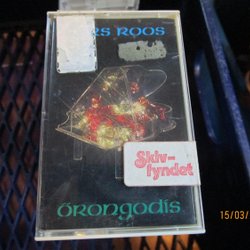 RS ROOS
Skiv-
fyndet
örongodis
15/03/